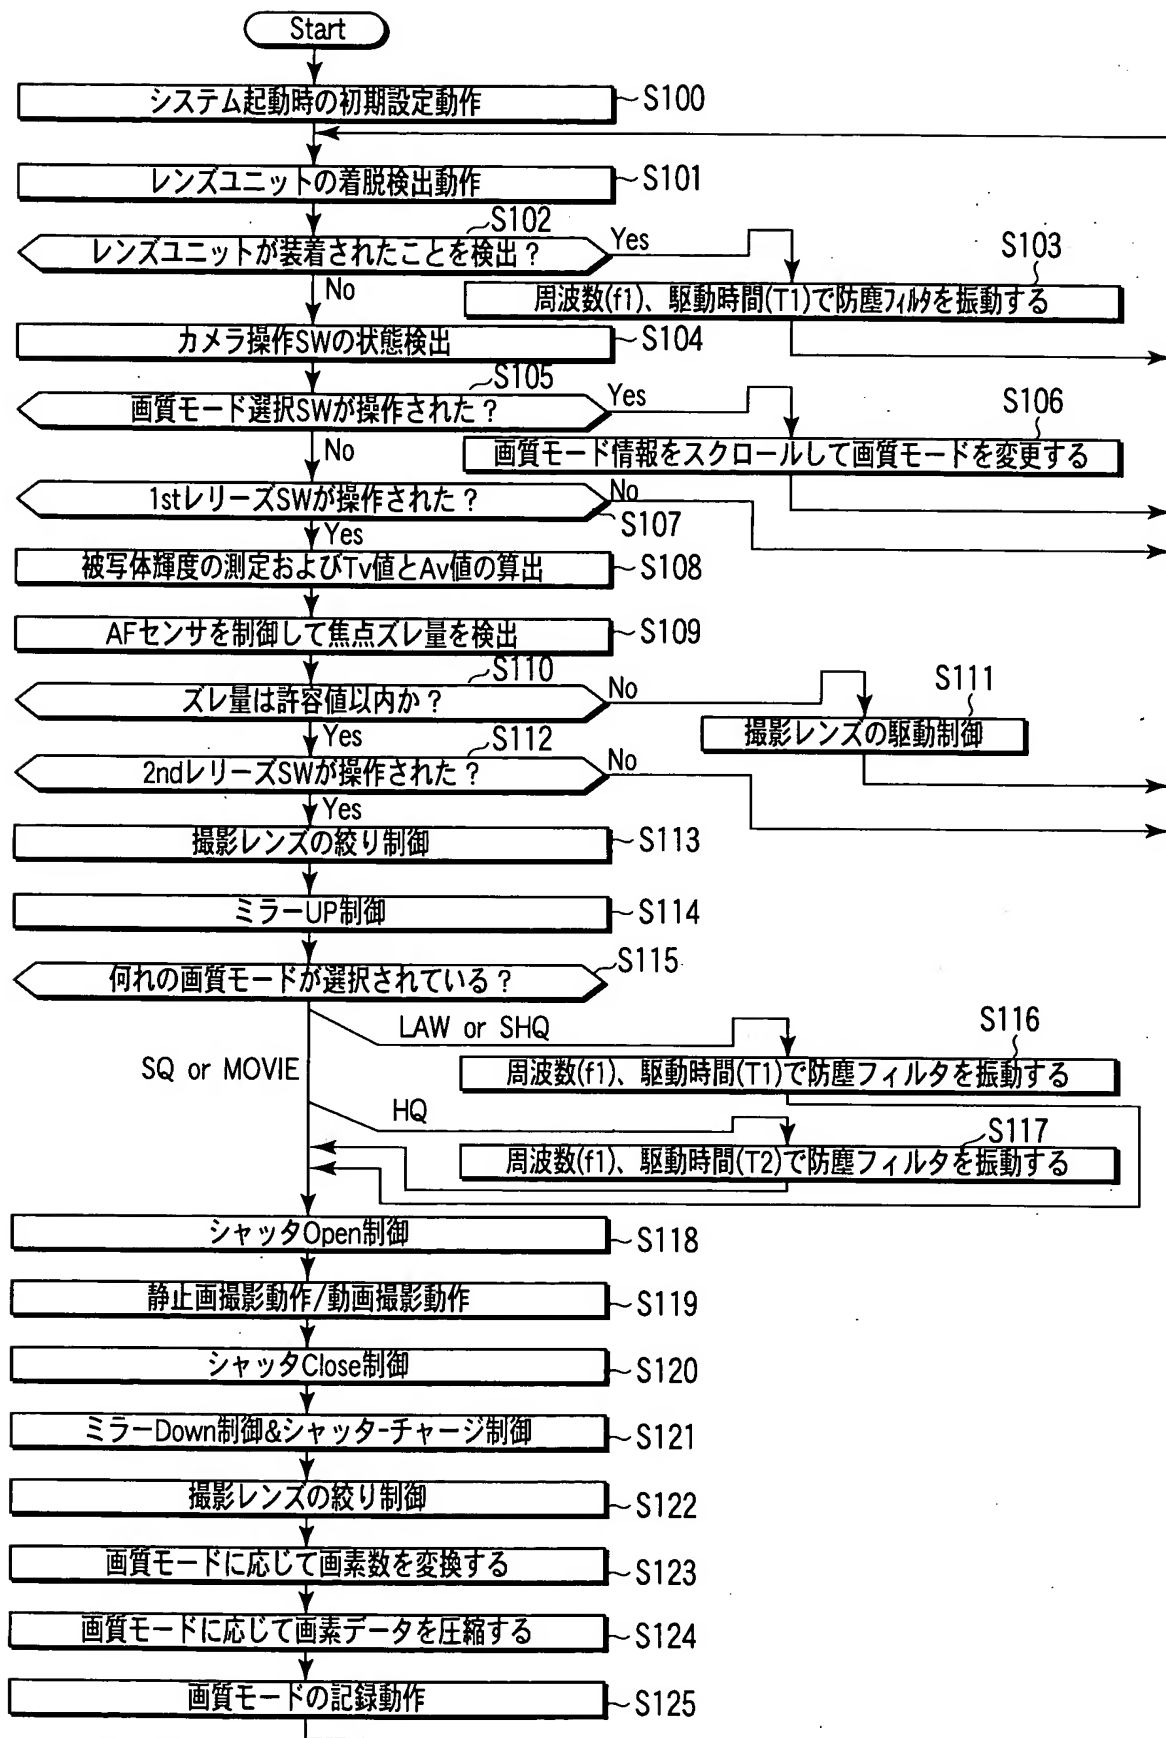 Start
システム起動時の初期設定動作 S100
レンズユニットの着脱検出動作 S101
S102
レンズユニットが装着されたことを検出? Yes
S103
No
周波数(f1)、駆動時間(T1)で防塵フィルタを振動する
カメラ操作SWの状態検出 S104
S105
画質モード選択SWが操作された? Yes
S106
No
画質モード情報をスクロールして画質モードを変更する
1stレリーズSWが操作された? No
S107
Yes
被写体輝度の測定およびTv値とAv値の算出 S108
AFセンサを制御して焦点ズレ量を検出 S109
S110
ズレ量は許容値以内か? No
S111
Yes
撮影レンズの駆動制御
S112
2ndレリーズSWが操作された? No
Yes
撮影レンズの絞り制御 S113
ミラーUP制御 S114
何れの画質モードが選択されている? S115
LAW or SHQ
S116
SQ or MOVIE
周波数(f1)、駆動時間(T1)で防塵フィルタを振動する
HQ
S117
周波数(f1)、駆動時間(T2)で防塵フィルタを振動する
シャッタOpen制御 S118
静止画撮影動作/動画撮影動作 S119
シャッタClose制御 S120
ミラーDown制御&シャッターチャージ制御 S121
撮影レンズの絞り制御 S122
画質モードに応じて画素数を変換する S123
画質モードに応じて画素データを圧縮する S124
画質モードの記録動作 S125